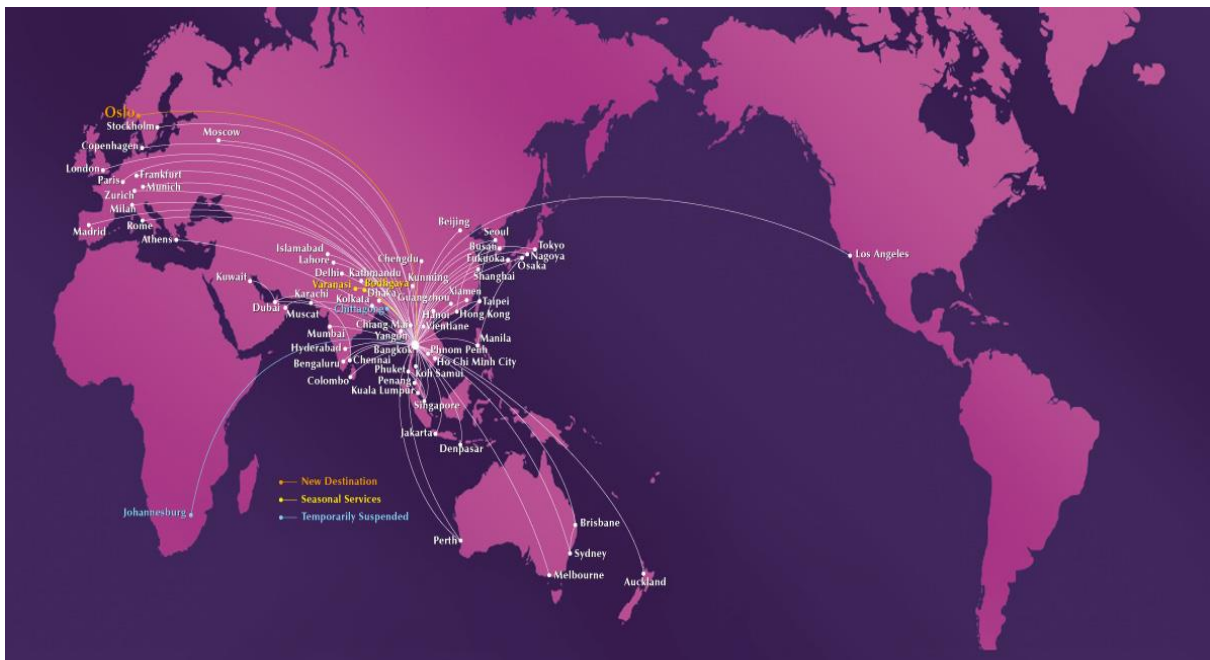 Oslo
Stockholm
Moscow
Copenhagen
London
Frankfurt
Paris
Munich
Zurich
Milan
Rome
Madrid
Athens
Beijing
Seoul
Busan
Tokyo
Nagoya
Fukuoka
Osaka
Islamabad
Lahore
Chengdu
Delhi
Kathmandu
Kunming
Shanghai
Kuwait
Varanasi
Bodhgaya
Dhaka
Xiamen
Karachi
Kolkata
Guangzhou
Taipei
Los Angeles
Dubai
Muscat
Chittagong
Hanoi
Hong Kong
Chiang Mai
Vientiane
Mumbai
Yangon
Manila
Hyderabad
Bangkok
Phnom Penh
Bengaluru
Chennai
Ho Chi Minh City
Phuket
Koh Samui
Colombo
Penang
Kuala Lumpur
Singapore
Jakarta
Denpasar
New Destination
Seasonal Services
Temporarily Suspended
Johannesburg
Brisbane
Perth
Sydney
Melbourne
Auckland